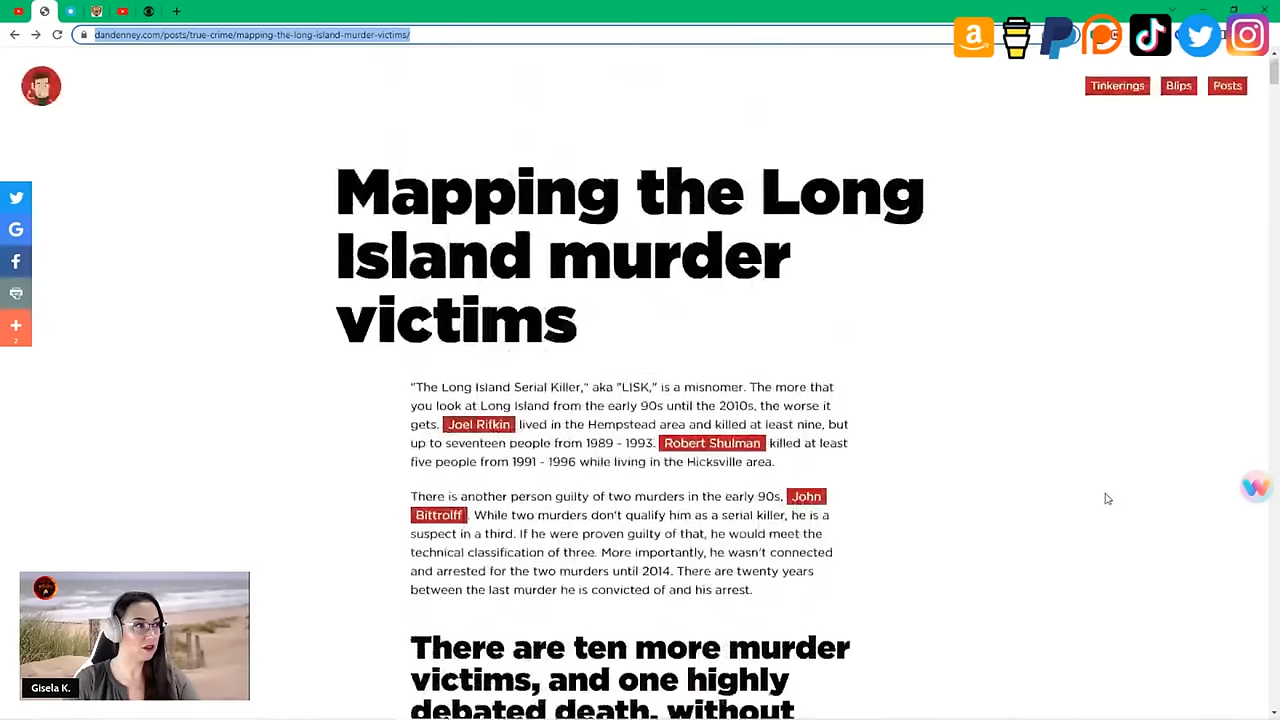 dandenney.com/posts/true-crime/mapping-the-long-island-murder-victims/
Tinkerings Blips Posts
Mapping the Long
Island murder
victims
"The Long Island Serial Killer," aka "LISK," is a misnomer. The more that
you look at Long Island from the early 90s until the 2010s, the worse it
gets. Joel Rifkin lived in the Hempstead area and killed at least nine, but
up to seventeen people from 1989 - 1993. Robert Shulman killed at least
five people from 1991 - 1996 while living in the Hicksville area.
There is another person guilty of two murders in the early 90s, John
Bittrolff. While two murders don't qualify him as a serial killer, he is a
suspect in a third. If he were proven guilty of that, he would meet the
technical classification of three. More importantly, he wasn't connected
and arrested for the two murders until 2014. There are twenty years
between the last murder he is convicted of and his arrest.
There are ten more murder
victims, and one highly
debated death, without
2
Gisela K.